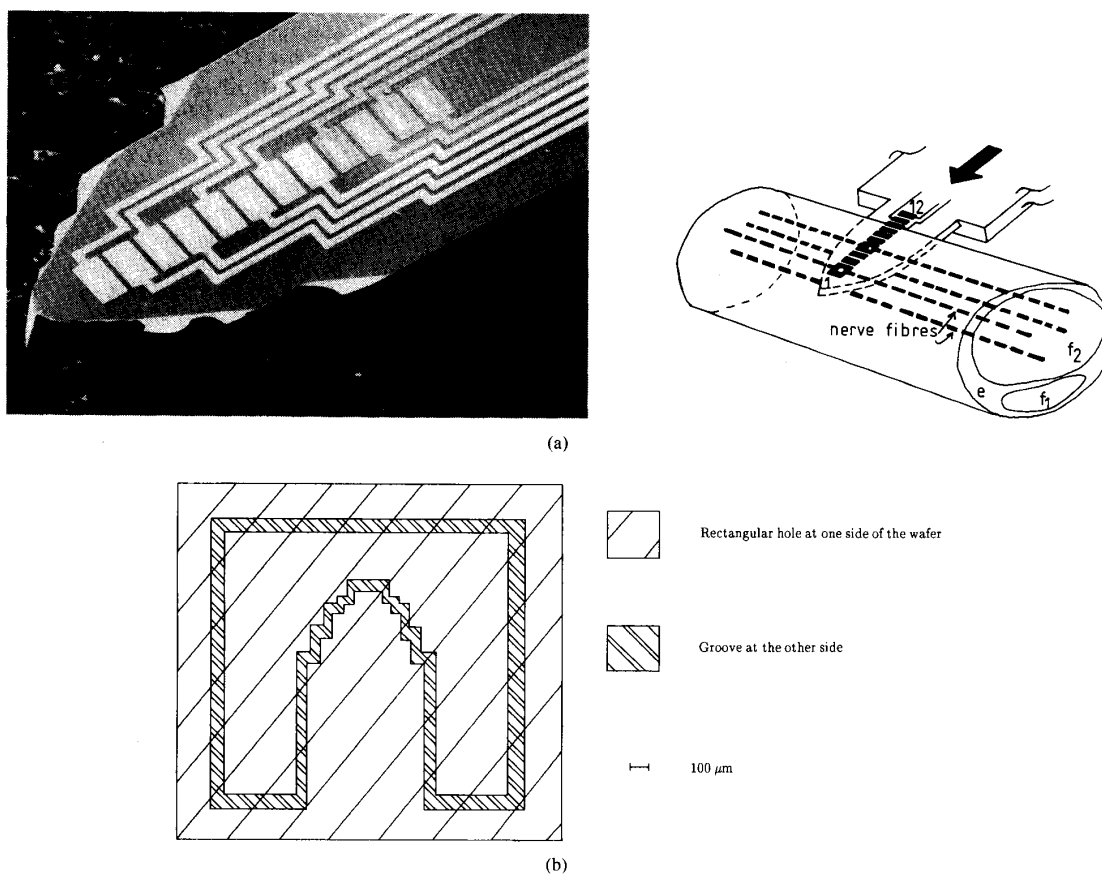 12
1
nerve fibres
f2
e
f1
(a)
Rectangular hole at one side of the wafer
Groove at the other side
100 μm
(b)